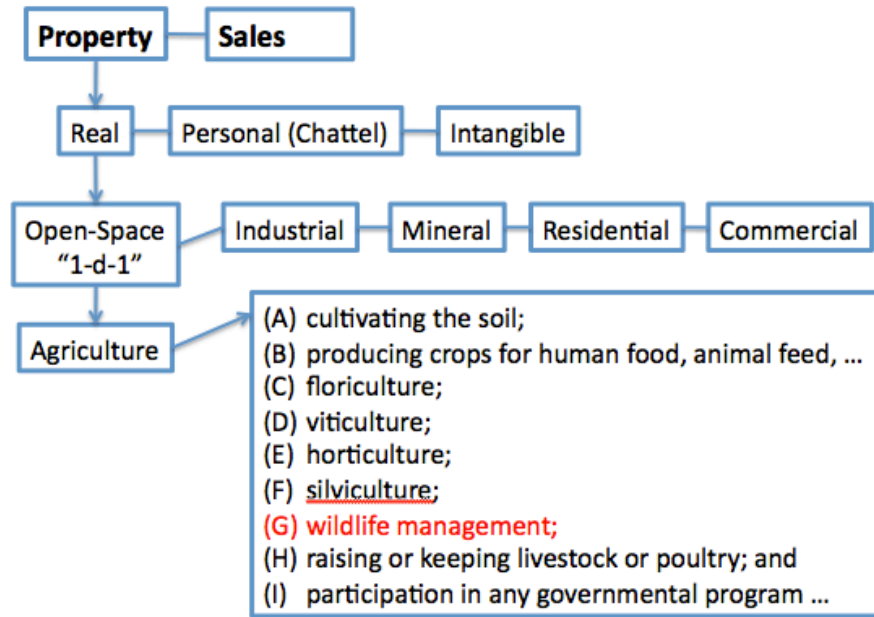 Property
Sales
Real
Personal (Chattel)
Intangible
Open-Space
“1-d-1”
Industrial
Mineral
Residential
Commercial
Agriculture
(A) cultivating the soil;
(B) producing crops for human food, animal feed, …
(C) floriculture;
(D) viticulture;
(E) horticulture;
(F) silviculture;
(G) wildlife management;
(H) raising or keeping livestock or poultry; and
(I) participation in any governmental program …